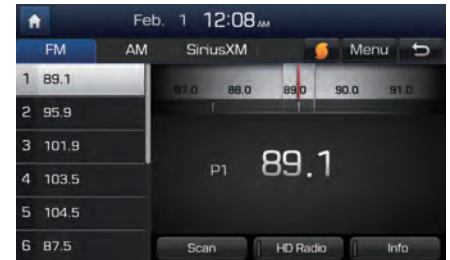 Feb. 1 12:08 AM
FM AM SiriusXM Menu
1 89.1
2 95.9
3 101.9
4 103.5
5 104.5
6 87.5
87.0 88.0 89.0 90.0 91.0
P1 89.1
Scan HD Radio Info